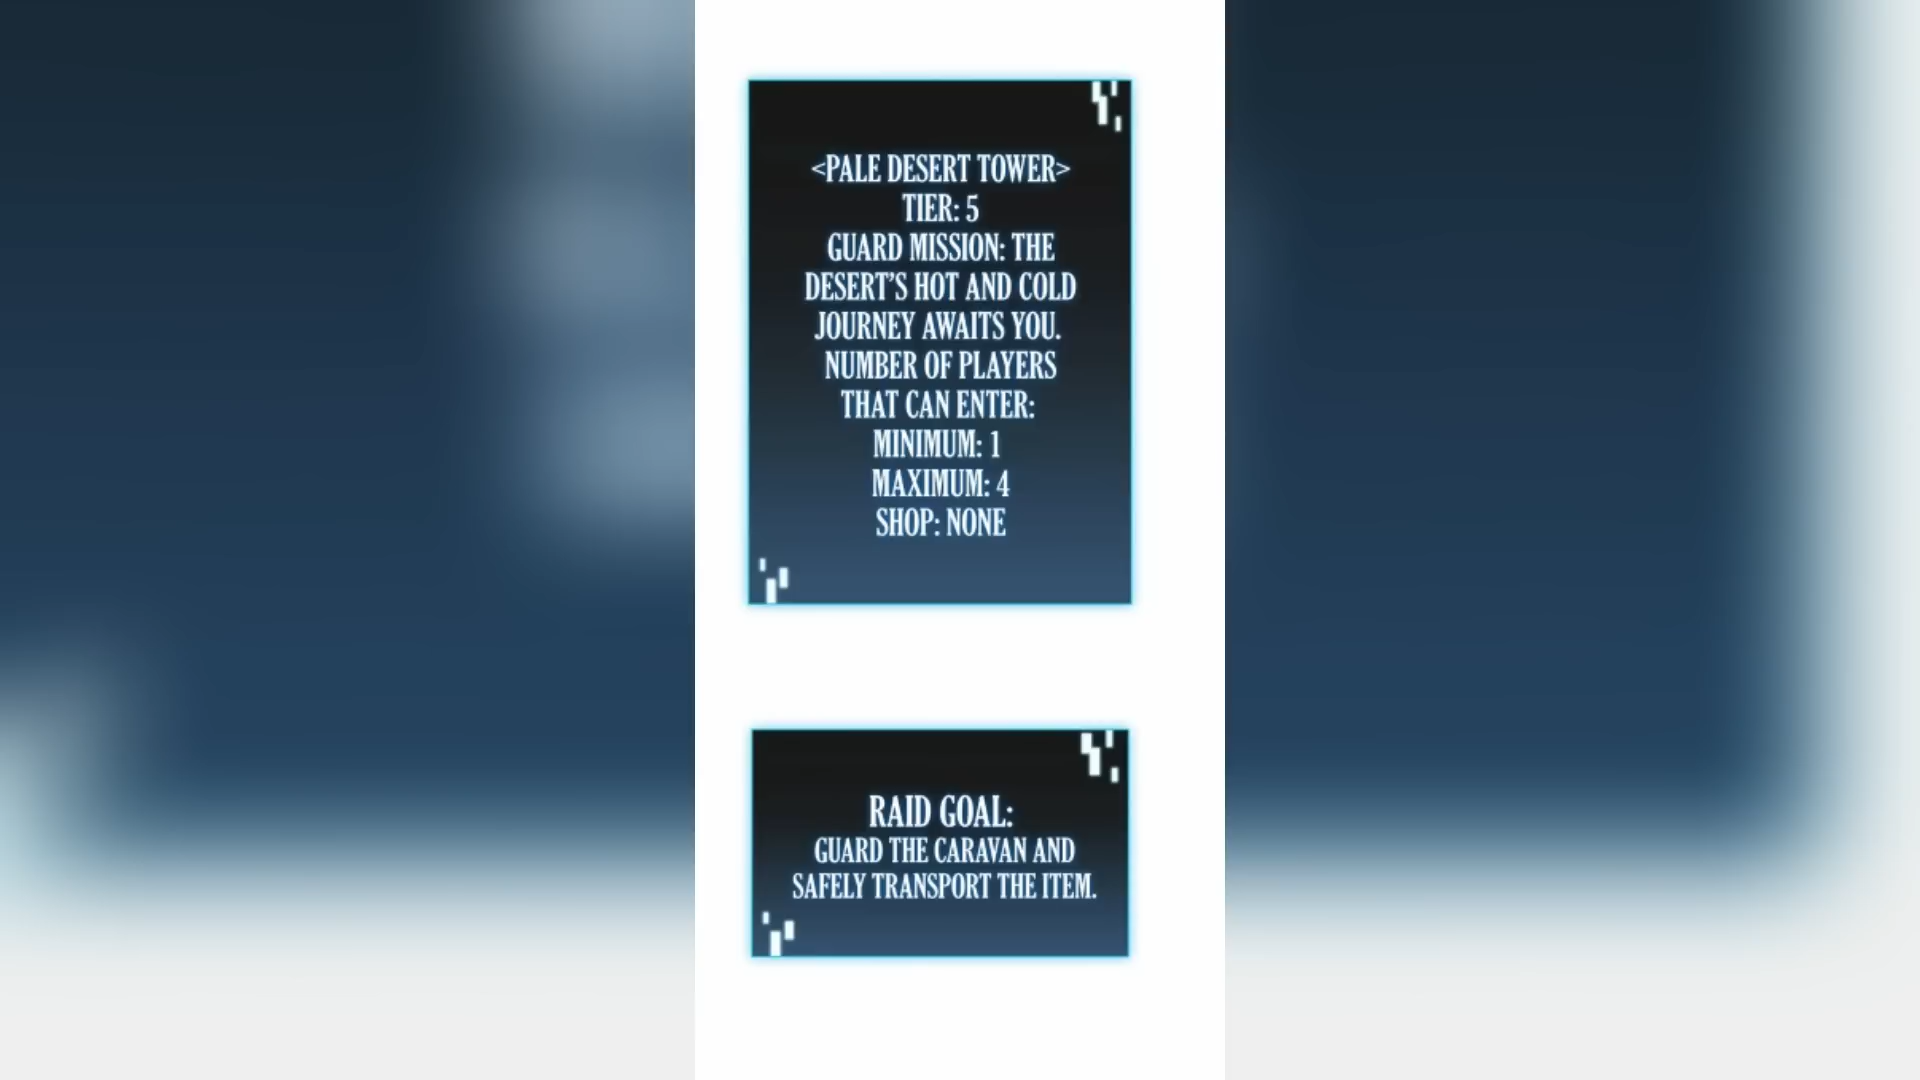 <PALE DESERT TOWER>
TIER: 5
GUARD MISSION: THE
DESERT'S HOT AND COLD
JOURNEY AWAITS YOU.
NUMBER OF PLAYERS
THAT CAN ENTER:
MINIMUM: 1
MAXIMUM: 4
SHOP: NONE
RAID GOAL:
GUARD THE CARAVAN AND
SAFELY TRANSPORT THE ITEM.